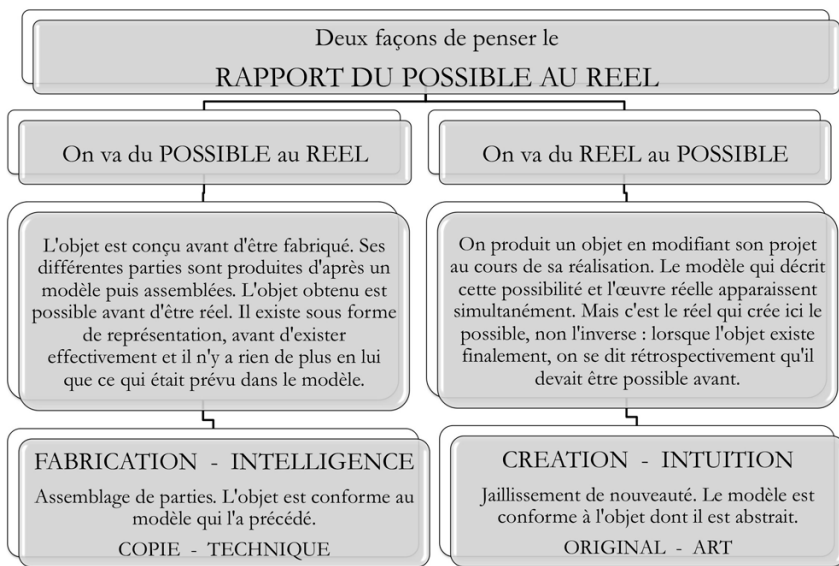 Deux façons de penser le
RAPPORT DU POSSIBLE AU REEL
On va du POSSIBLE au REEL
L'objet est conçu avant d'être fabriqué. Ses
différentes parties sont produites d'après un
modèle puis assemblées. L'objet obtenu est
possible avant d'être réel. Il existe sous forme
de représentation, avant d'exister
effectivement et il n'y a rien de plus en lui
que ce qui était prévu dans le modèle.
FABRICATION - INTELLIGENCE
Assemblage de parties. L'objet est conforme au
modèle qui l'a précédé.
COPIE - TECHNIQUE
On va du REEL au POSSIBLE
On produit un objet en modifiant son projet
au cours de sa réalisation. Le modèle qui décrit
cette possibilité et l'œuvre réelle apparaissent
simultanément. Mais c'est le réel qui crée ici le
possible, non l'inverse : lorsque l'objet existe
finalement, on se dit rétrospectivement qu'il
devait être possible avant.
CREATION - INTUITION
Jaillissement de nouveauté. Le modèle est
conforme à l'objet dont il est abstrait.
ORIGINAL - ART